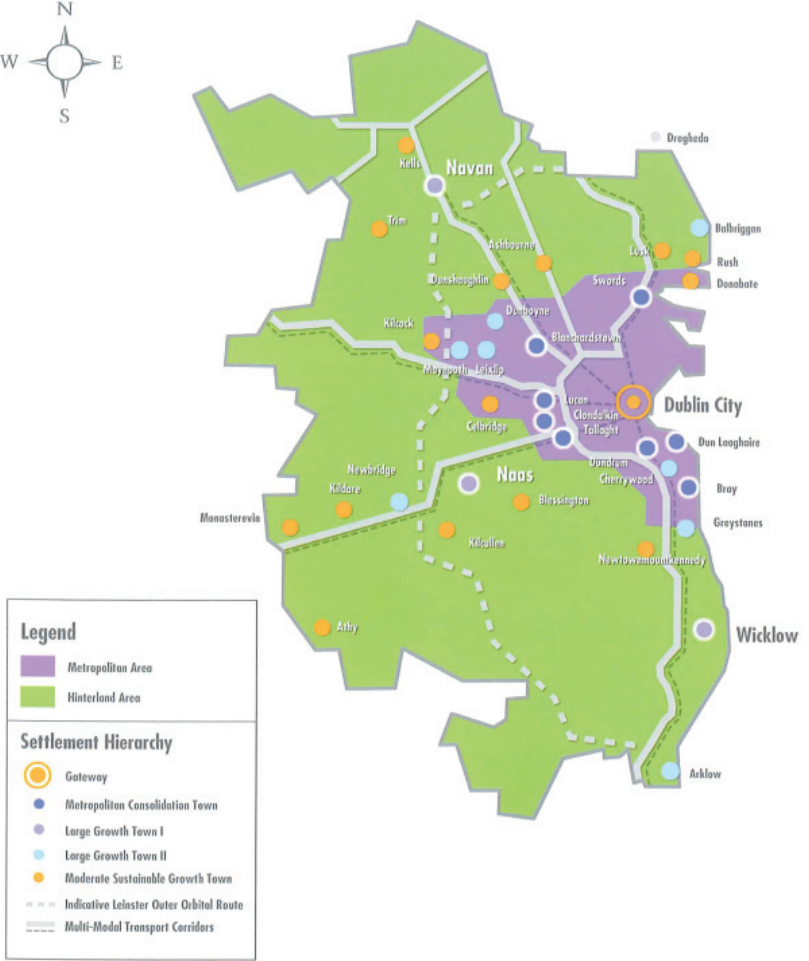 N
W E
S
Drogheda
Kells
Navan
Trim
Balbriggan
Ashbourne
Lusk
Rush
Dunshaughlin
Swords
Donabate
Dunboyne
Kilcock
Blanchardstown
Maynooth Leixlip
Lucan
Dublin City
Clondalkin
Celbridge
Tallaght
Dun Laoghaire
Dundrum
Newbridge
Naas
Cherrywood
Kildare
Bray
Blessington
Monasterevin
Greystones
Kilcullen
Newtownmountkennedy
Athy
Wicklow
Arklow
Legend
Metropolitan Area
Hinterland Area
Settlement Hierarchy
Gateway
Metropolitan Consolidation Town
Large Growth Town I
Large Growth Town II
Moderate Sustainable Growth Town
Indicative Leinster Outer Orbital Route
Multi-Modal Transport Corridors